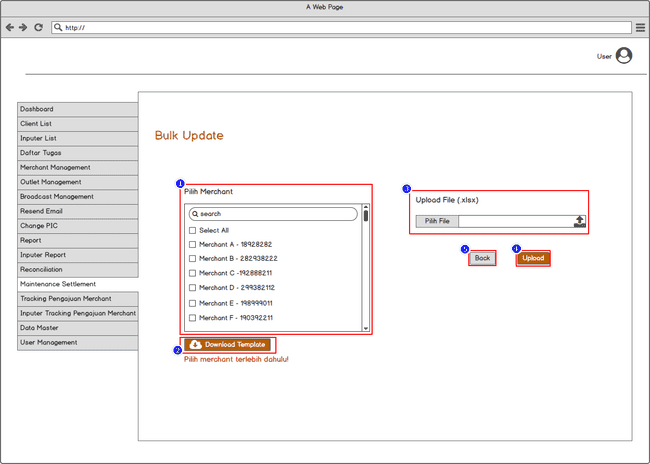 A Web Page
http://
User
Dashboard
Client List
Inputer List
Daftar Tugas
Merchant Management
Outlet Management
Broadcast Management
Resend Email
Change PIC
Report
Inputer Report
Reconciliation
Maintenance Settlement
Tracking Pengajuan Merchant
Inputer Tracking Pengajuan Merchant
Data Master
User Management
Bulk Update
1
Pilih Merchant
search
Select All
Merchant A - 18928282
Merchant B - 282938222
Merchant C -192888211
Merchant D - 299382112
Merchant E - 198999011
Merchant F - 190392211
2
Download Template
Pilih merchant terlebih dahulu!
3
Upload File (.xlsx)
Pilih File
5
Back
4
Upload